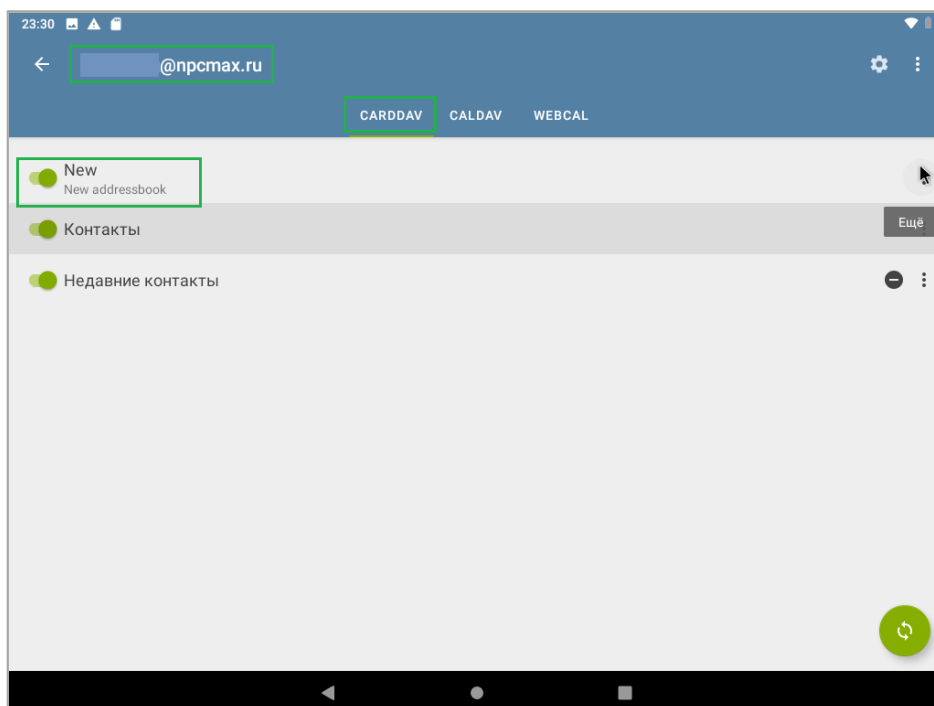 23:30
@npcmax.ru
CARDDAV CALDAV WEBCAL
New
New addressbook
Контакты
Ещё
Недавние контакты